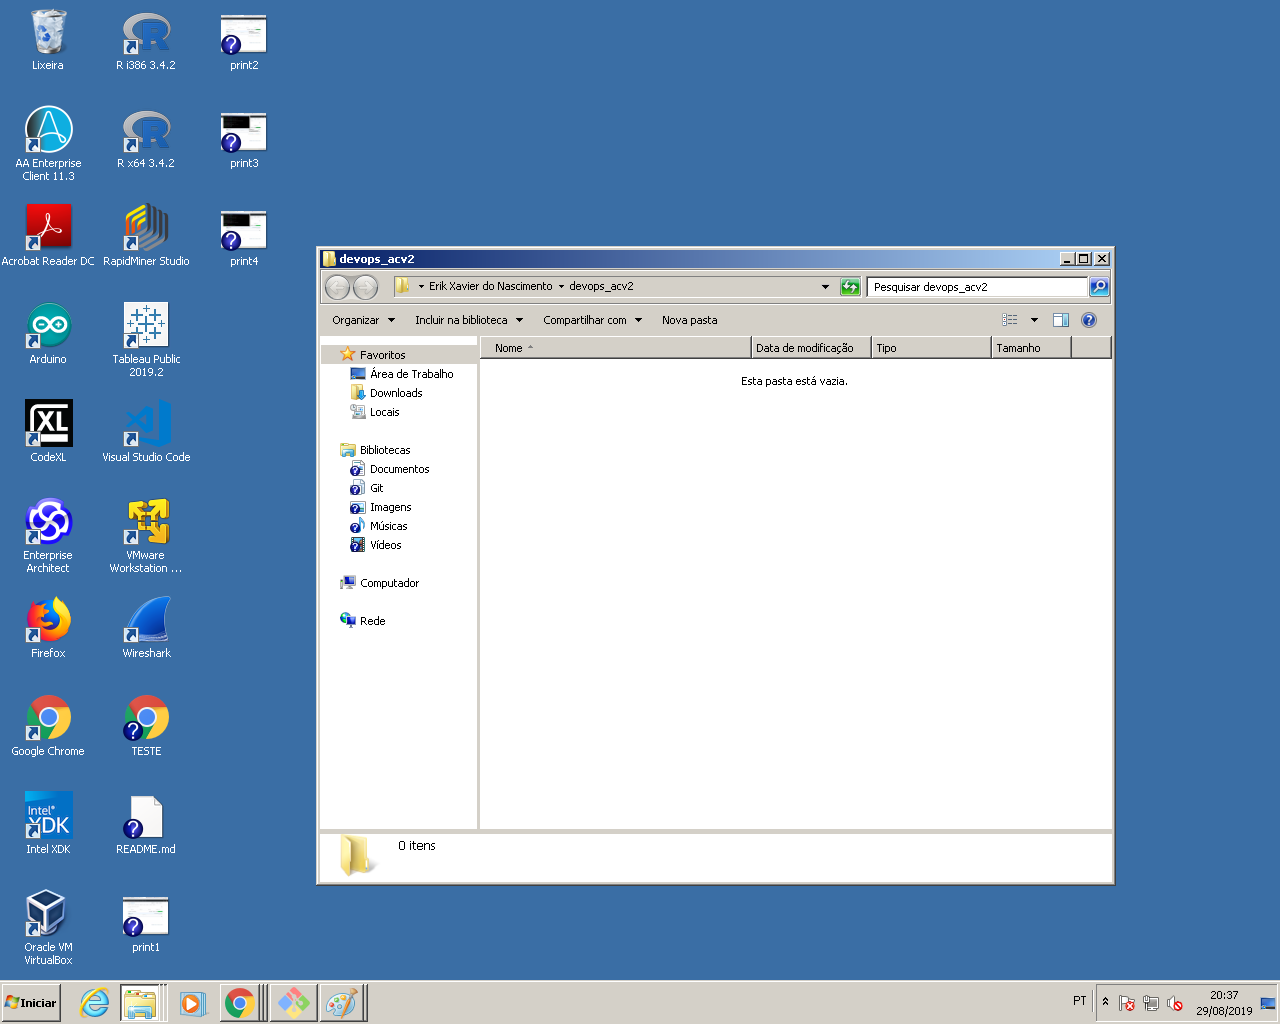 Lixeira
R i386 3.4.2
print2
AA Enterprise
Client 11.3
R x64 3.4.2
print3
Acrobat Reader DC
RapidMiner Studio
print4
Arduino
Tableau Public
2019.2
XL
CodeXL
Visual Studio Code
Enterprise
Architect
VMware
Workstation ...
Firefox
Wireshark
Google Chrome
TESTE
Intel
XDK
Intel XDK
README.md
Oracle VM
VirtualBox
print1
devops_acv2
Erik Xavier do Nascimento
devops_acv2
Pesquisar devops_acv2
Organizar
Incluir na biblioteca
Compartilhar com
Nova pasta
Nome
Data de modificação
Tipo
Tamanho
Esta pasta está vazia.
Favoritos
Área de Trabalho
Downloads
Locais
Bibliotecas
Documentos
Git
Imagens
Músicas
Vídeos
Computador
Rede
0 itens
Iniciar
PT
20:37
29/08/2019